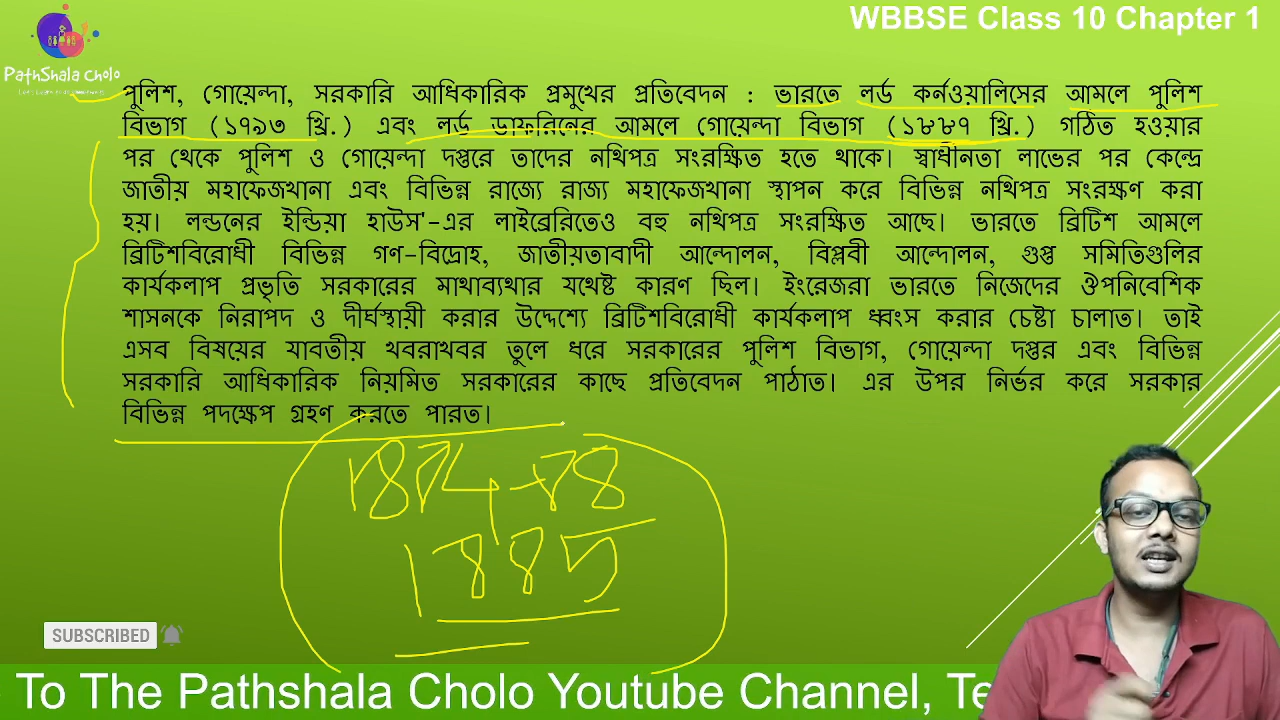 WBBSE Class 10 Chapter 1
PathShala Cholo
পুলিশ, গোয়েন্দা, সরকারি আধিকারিক প্রমুখের প্রতিবেদন : ভারতে লর্ড কর্নওয়ালিসের আমলে পুলিশ
বিভাগ (১৭৯৩ খ্রি.) এবং লর্ড ডাফরিনের আমলে গোয়েন্দা বিভাগ (১৮৮৭ খ্রি.) গঠিত হওয়ার
পর থেকে পুলিশ ও গোয়েন্দা দপ্তরে তাদের নথিপত্র সংরক্ষিত হতে থাকে। স্বাধীনতা লাভের পর কেন্দ্রে
জাতীয় মহাফেজখানা এবং বিভিন্ন রাজ্যে রাজ্য মহাফেজখানা স্থাপন করে বিভিন্ন নথিপত্র সংরক্ষণ করা
হয়। লন্ডনের ইন্ডিয়া হাউস'-এর লাইব্রেরিতেও বহু নথিপত্র সংরক্ষিত আছে। ভারতে ব্রিটিশ আমলে
ব্রিটিশবিরোধী বিভিন্ন গণ-বিদ্রোহ, জাতীয়তাবাদী আন্দোলন, বিপ্লবী আন্দোলন, গুপ্ত সমিতিগুলির
কার্যকলাপ প্রভৃতি সরকারের মাথাব্যথার যথেষ্ট কারণ ছিল। ইংরেজরা ভারতে নিজেদের ঔপনিবেশিক
শাসনকে নিরাপদ ও দীর্ঘস্থায়ী করার উদ্দেশ্যে ব্রিটিশবিরোধী কার্যকলাপ ধ্বংস করার চেষ্টা চালাত। তাই
এসব বিষয়ের যাবতীয় খবরাখবর তুলে ধরে সরকারের পুলিশ বিভাগ, গোয়েন্দা দপ্তর এবং বিভিন্ন
সরকারি আধিকারিক নিয়মিত সরকারের কাছে প্রতিবেদন পাঠাত। এর উপর নির্ভর করে সরকার
বিভিন্ন পদক্ষেপ গ্রহণ করতে পারত।
1874-78
1885
SUBSCRIBED
To The Pathshala Cholo Youtube Channel, Te